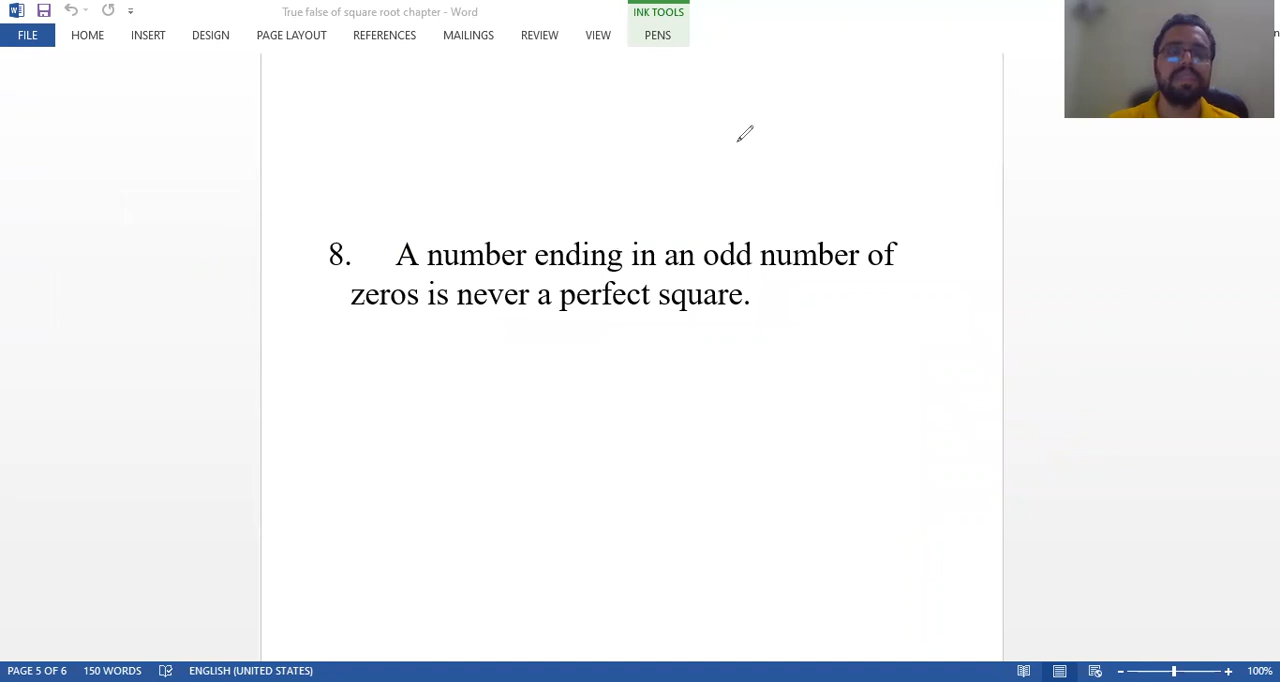 True false of square root chapter - Word
INK TOOLS
FILE HOME INSERT DESIGN PAGE LAYOUT REFERENCES MAILINGS REVIEW VIEW PENS
8. A number ending in an odd number of
zeros is never a perfect square.
PAGE 5 OF 6 150 WORDS ENGLISH (UNITED STATES) 100%